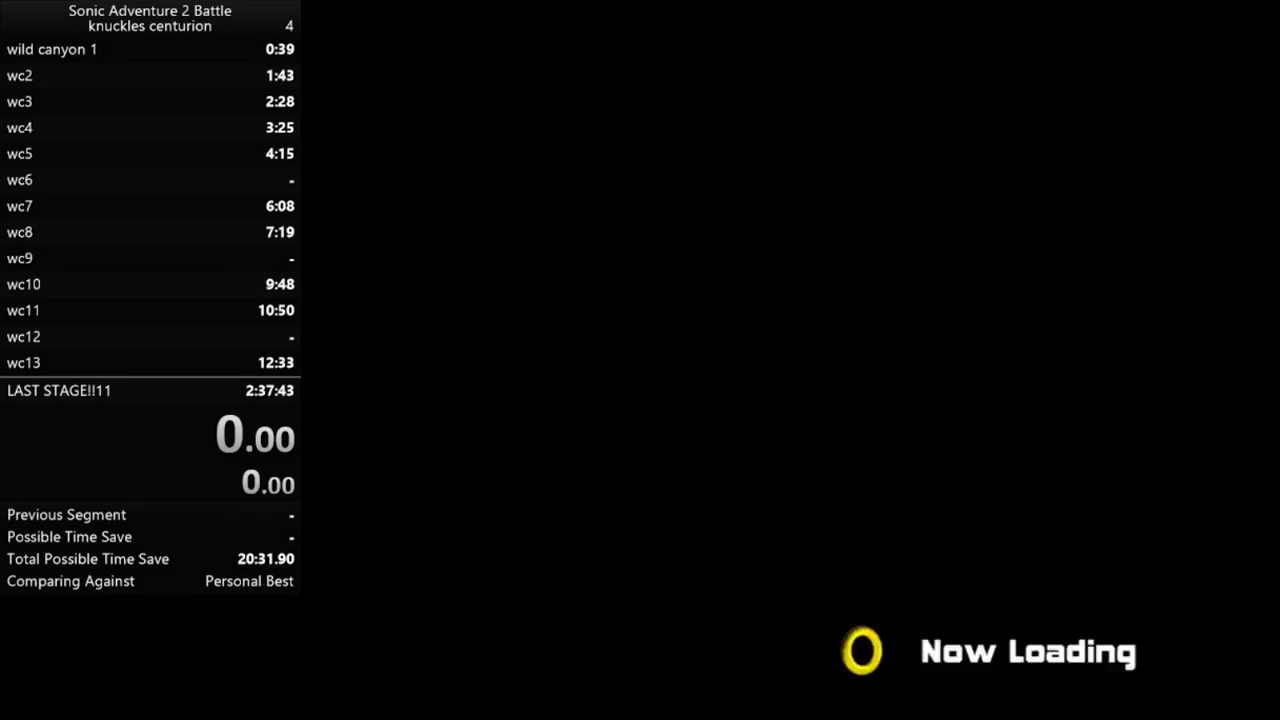 Sonic Adventure 2 Battle
knuckles centurion 4
wild canyon 1 0:39
wc2 1:43
wc3 2:28
wc4 3:25
wc5 4:15
wc6 -
wc7 6:08
wc8 7:19
wc9 -
wc10 9:48
wc11 10:50
wc12 -
wc13 12:33
LAST STAGE!!11 2:37:43
0.00
0.00
Previous Segment -
Possible Time Save -
Total Possible Time Save 20:31.90
Comparing Against Personal Best
Now Loading